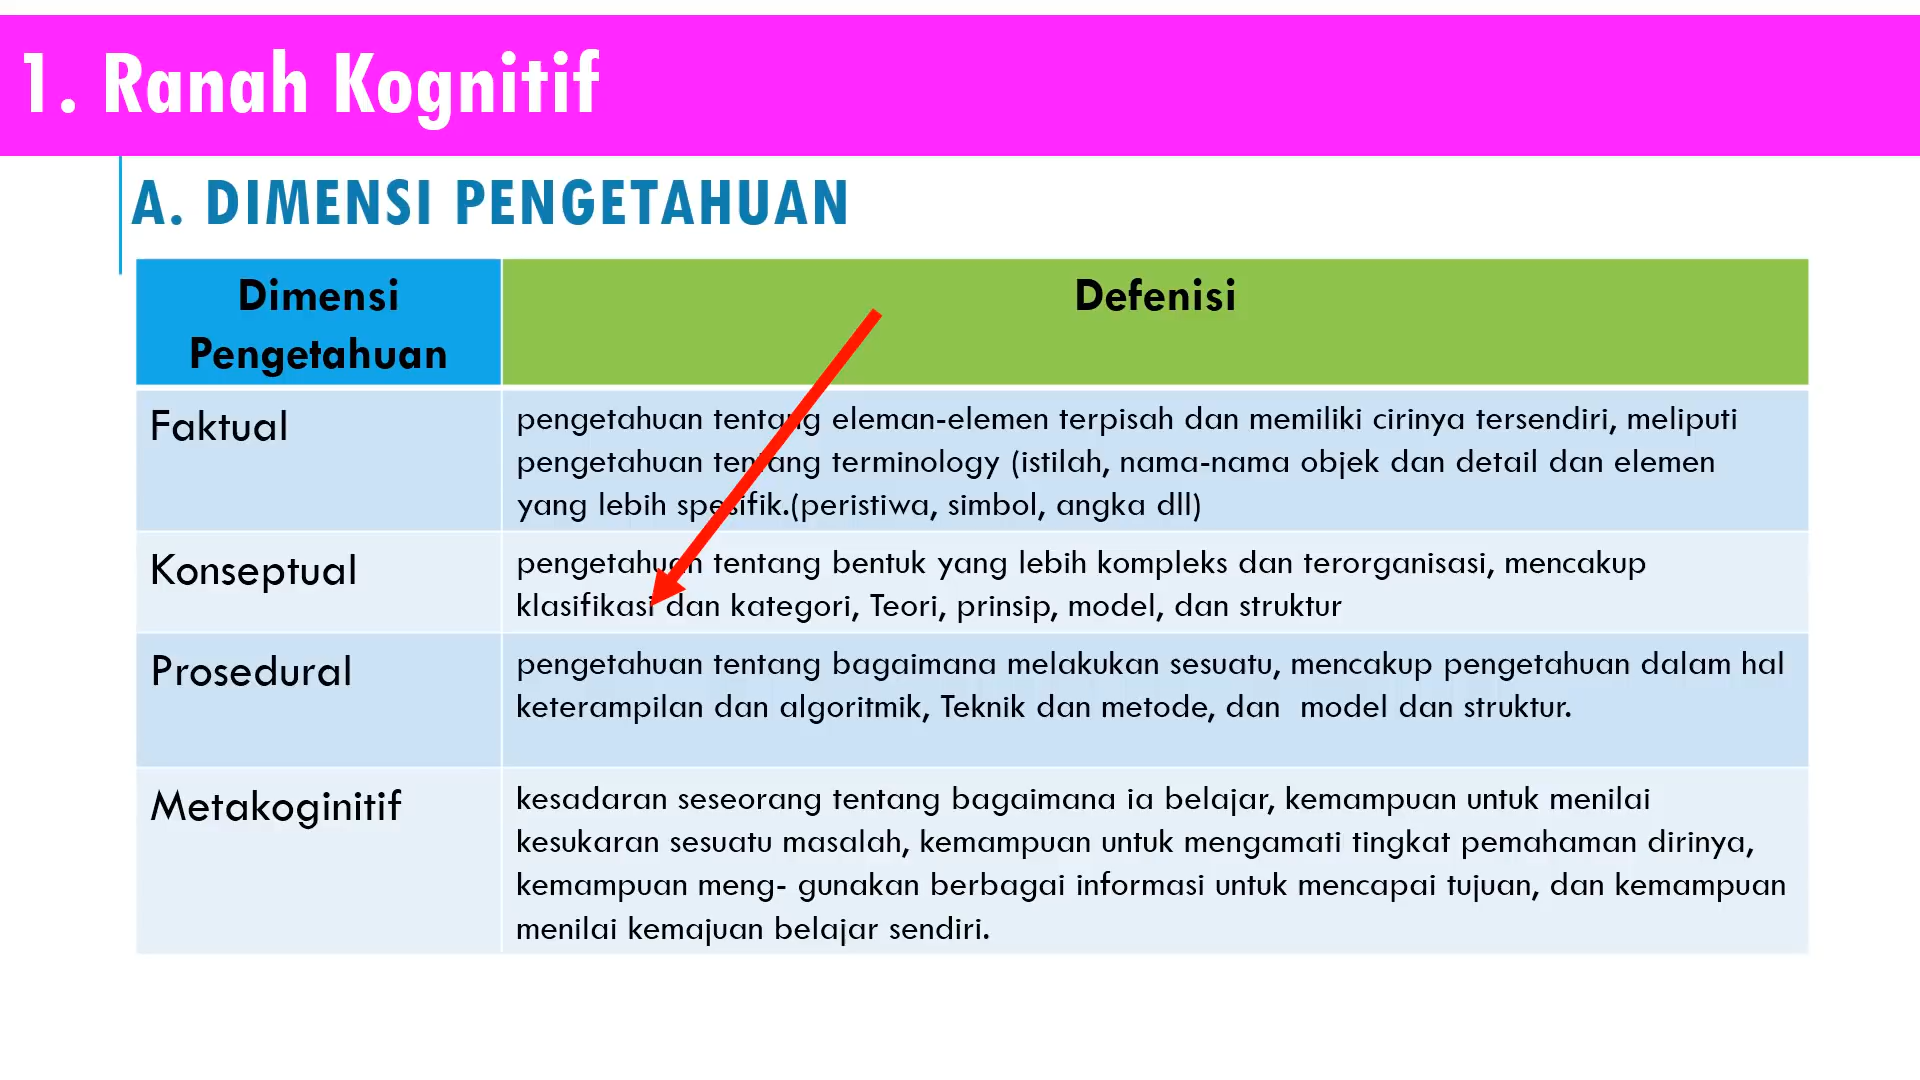 1. Ranah Kognitif
A. DIMENSI PENGETAHUAN
Dimensi
Pengetahuan
Defenisi
Faktual
pengetahuan tentang eleman-elemen terpisah dan memiliki cirinya tersendiri, meliputi
pengetahuan tentang terminology (istilah, nama-nama objek dan detail dan elemen
yang lebih spesifik.(peristiwa, simbol, angka dll)
Konseptual
pengetahuan tentang bentuk yang lebih kompleks dan terorganisasi, mencakup
klasifikasi dan kategori, Teori, prinsip, model, dan struktur
Prosedural
pengetahuan tentang bagaimana melakukan sesuatu, mencakup pengetahuan dalam hal
keterampilan dan algoritmik, Teknik dan metode, dan  model dan struktur.
Metakoginitif
kesadaran seseorang tentang bagaimana ia belajar, kemampuan untuk menilai
kesukaran sesuatu masalah, kemampuan untuk mengamati tingkat pemahaman dirinya,
kemampuan meng- gunakan berbagai informasi untuk mencapai tujuan, dan kemampuan
menilai kemajuan belajar sendiri.